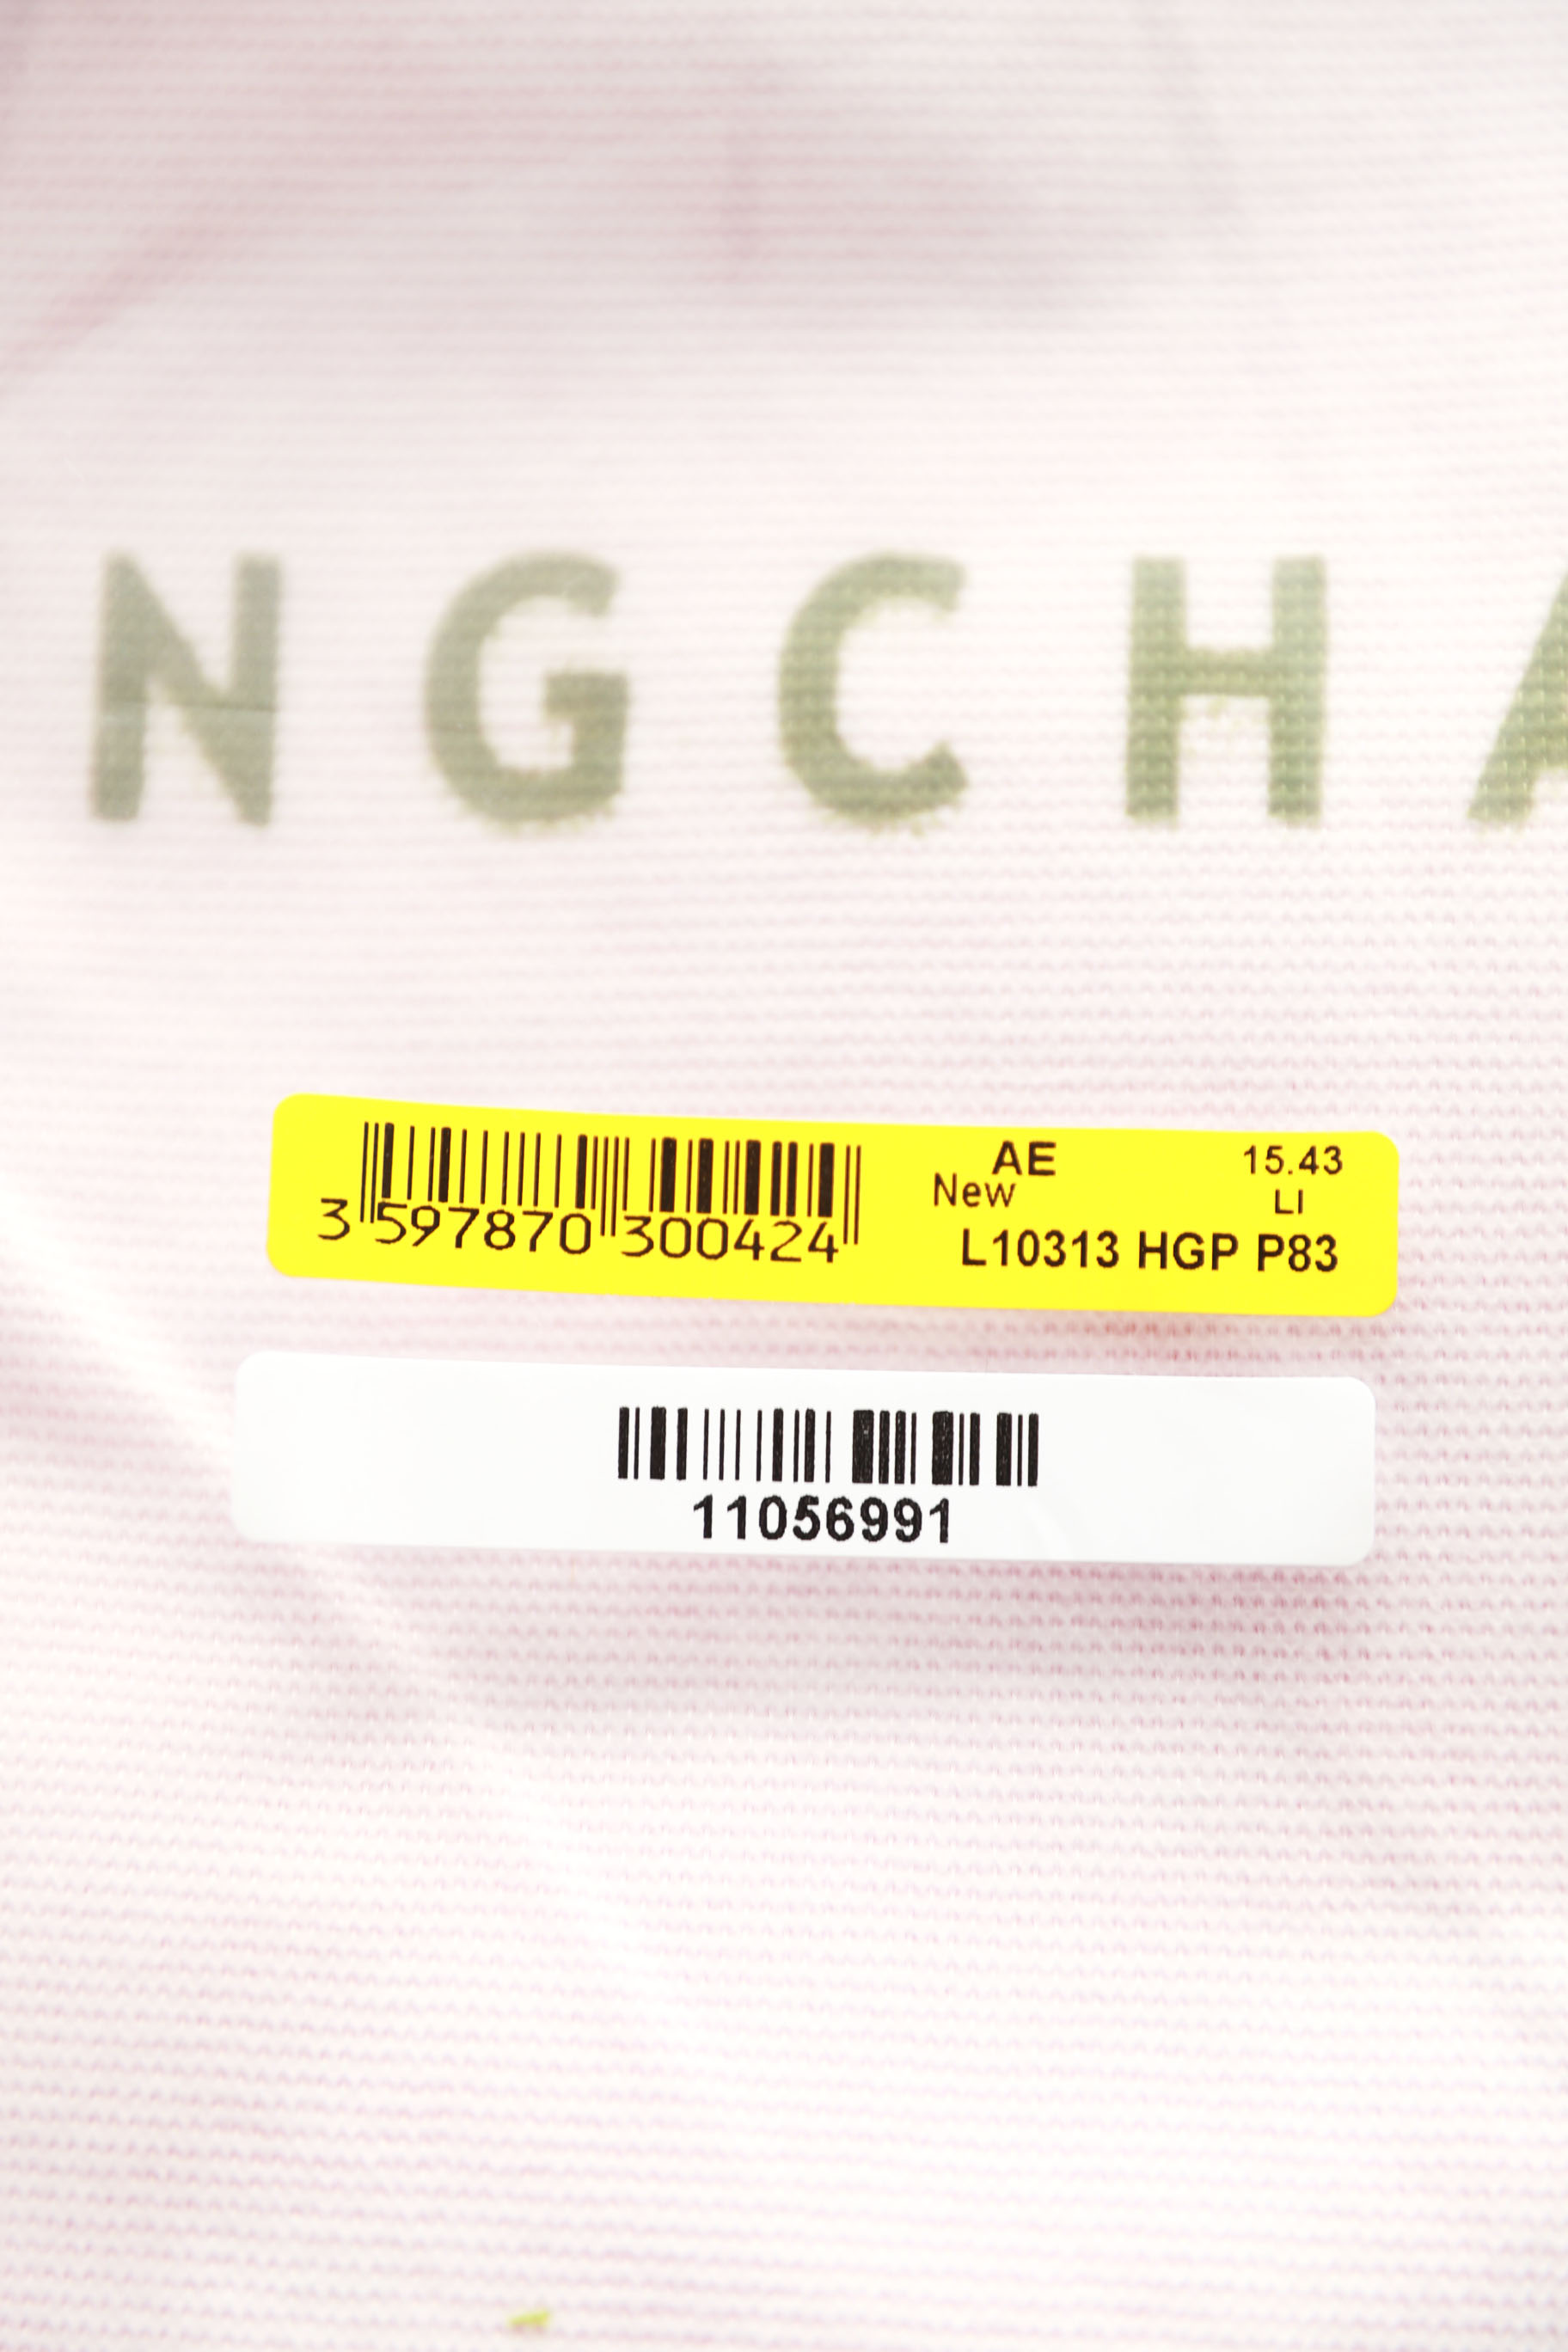 NGCHA
AE 15.43
New LI
3 597870 300424 L10313 HGP P83
11056991